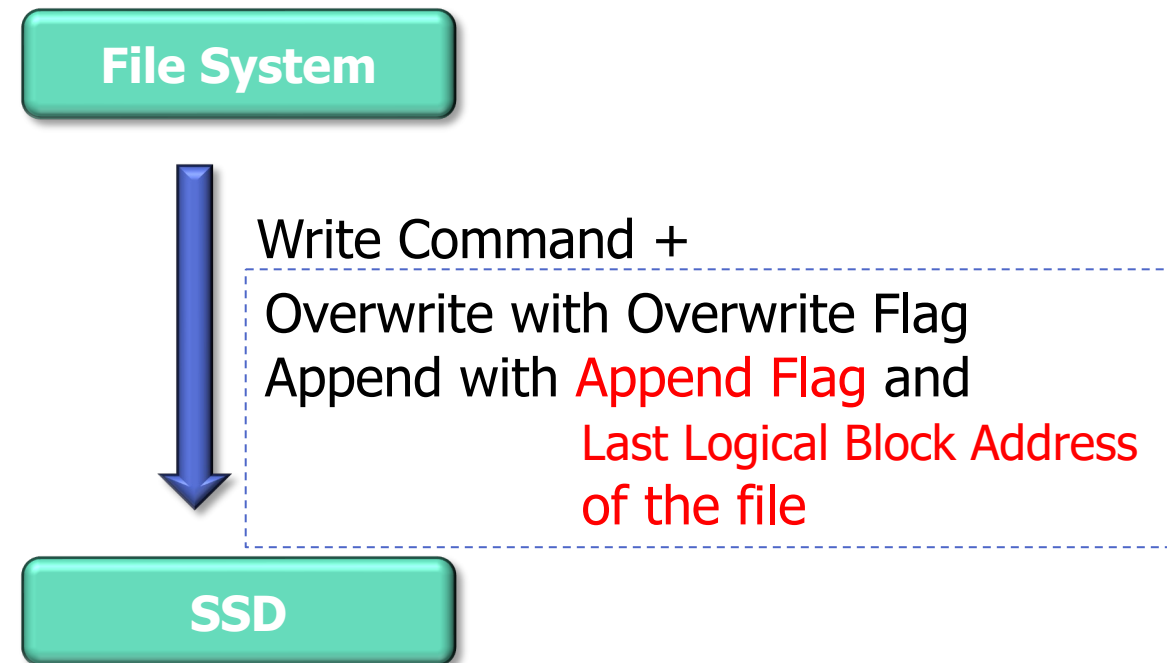 File System
Write Command +
Overwrite with Overwrite Flag
Append with Append Flag and
Last Logical Block Address
of the file
SSD